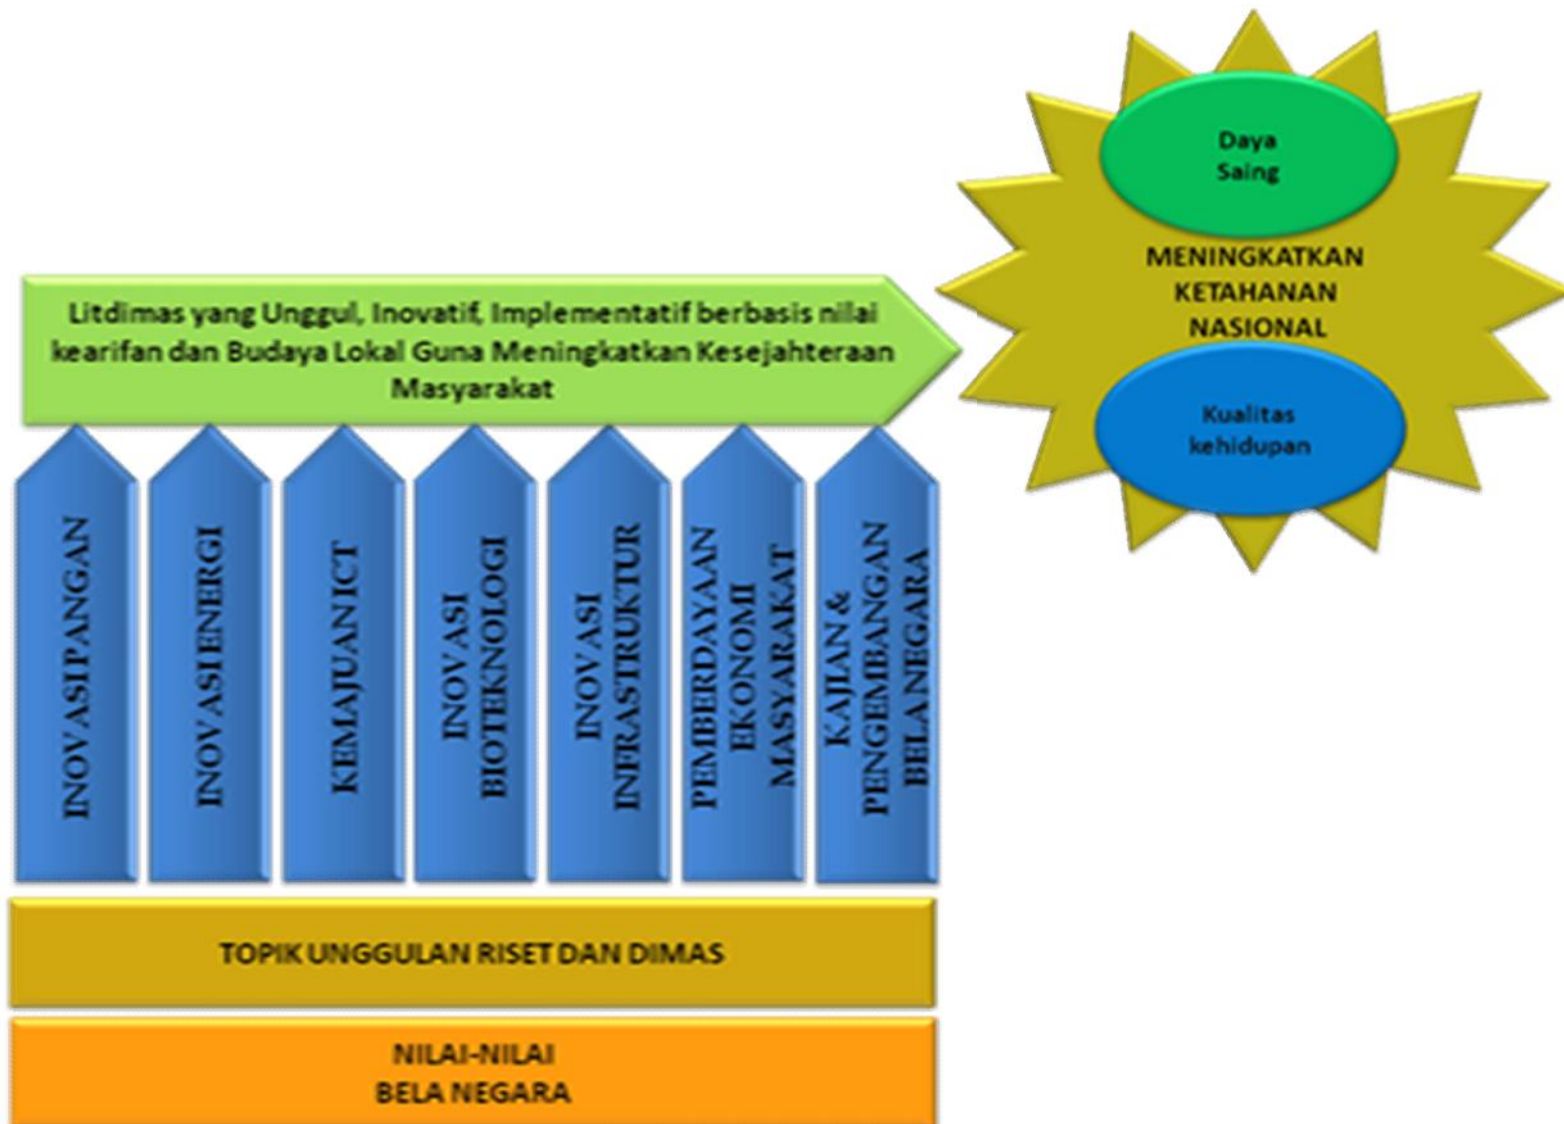 Daya
Saing
MENINGKATKAN
KETAHANAN
NASIONAL
Kualitas
kehidupan
Litdimas yang Unggul, Inovatif, Implementatif berbasis nilai
kearifan dan Budaya Lokal Guna Meningkatkan Kesejahteraan
Masyarakat
INOVASI PANGAN
INOVASI ENERGI
KEMAJUAN ICT
INOVASI
BIOTEKNOLOGI
INOVASI
INFRASTRUKTUR
PEMBERDAYAAN
EKONOMI
MASYARAKAT
KAJIAN &
PENGEMBANGAN
BELA NEGARA
TOPIK UNGGULAN RISET DAN DIMAS
NILAI-NILAI
BELA NEGARA